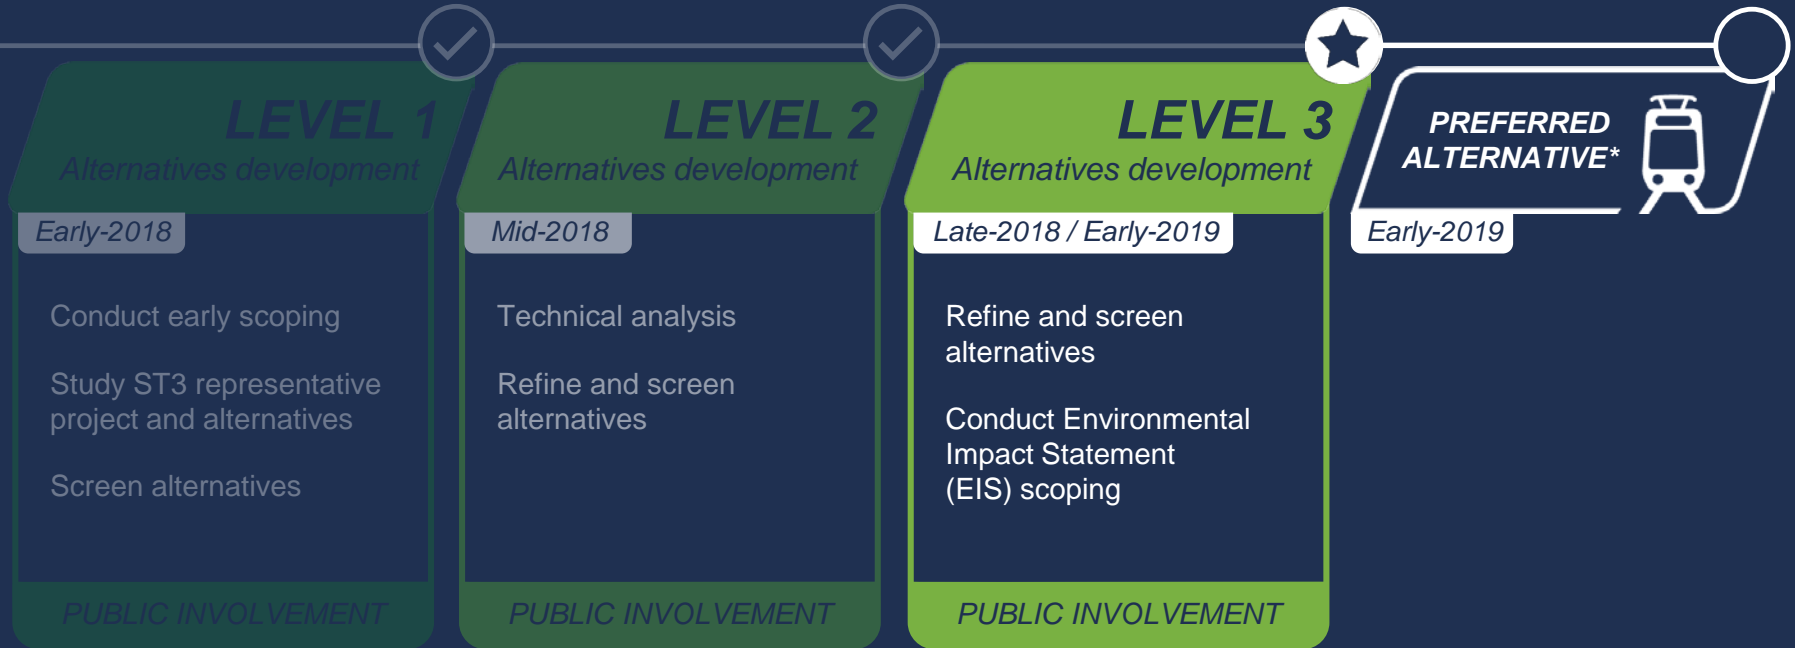 LEVEL 1
Alternatives development
Early-2018
Conduct early scoping
Study ST3 representative
project and alternatives
Screen alternatives
PUBLIC INVOLVEMENT
LEVEL 2
Alternatives development
Mid-2018
Technical analysis
Refine and screen
alternatives
PUBLIC INVOLVEMENT
LEVEL 3
Alternatives development
Late-2018 / Early-2019
Refine and screen
alternatives
Conduct Environmental
Impact Statement
(EIS) scoping
PUBLIC INVOLVEMENT
PREFERRED
ALTERNATIVE*
Early-2019